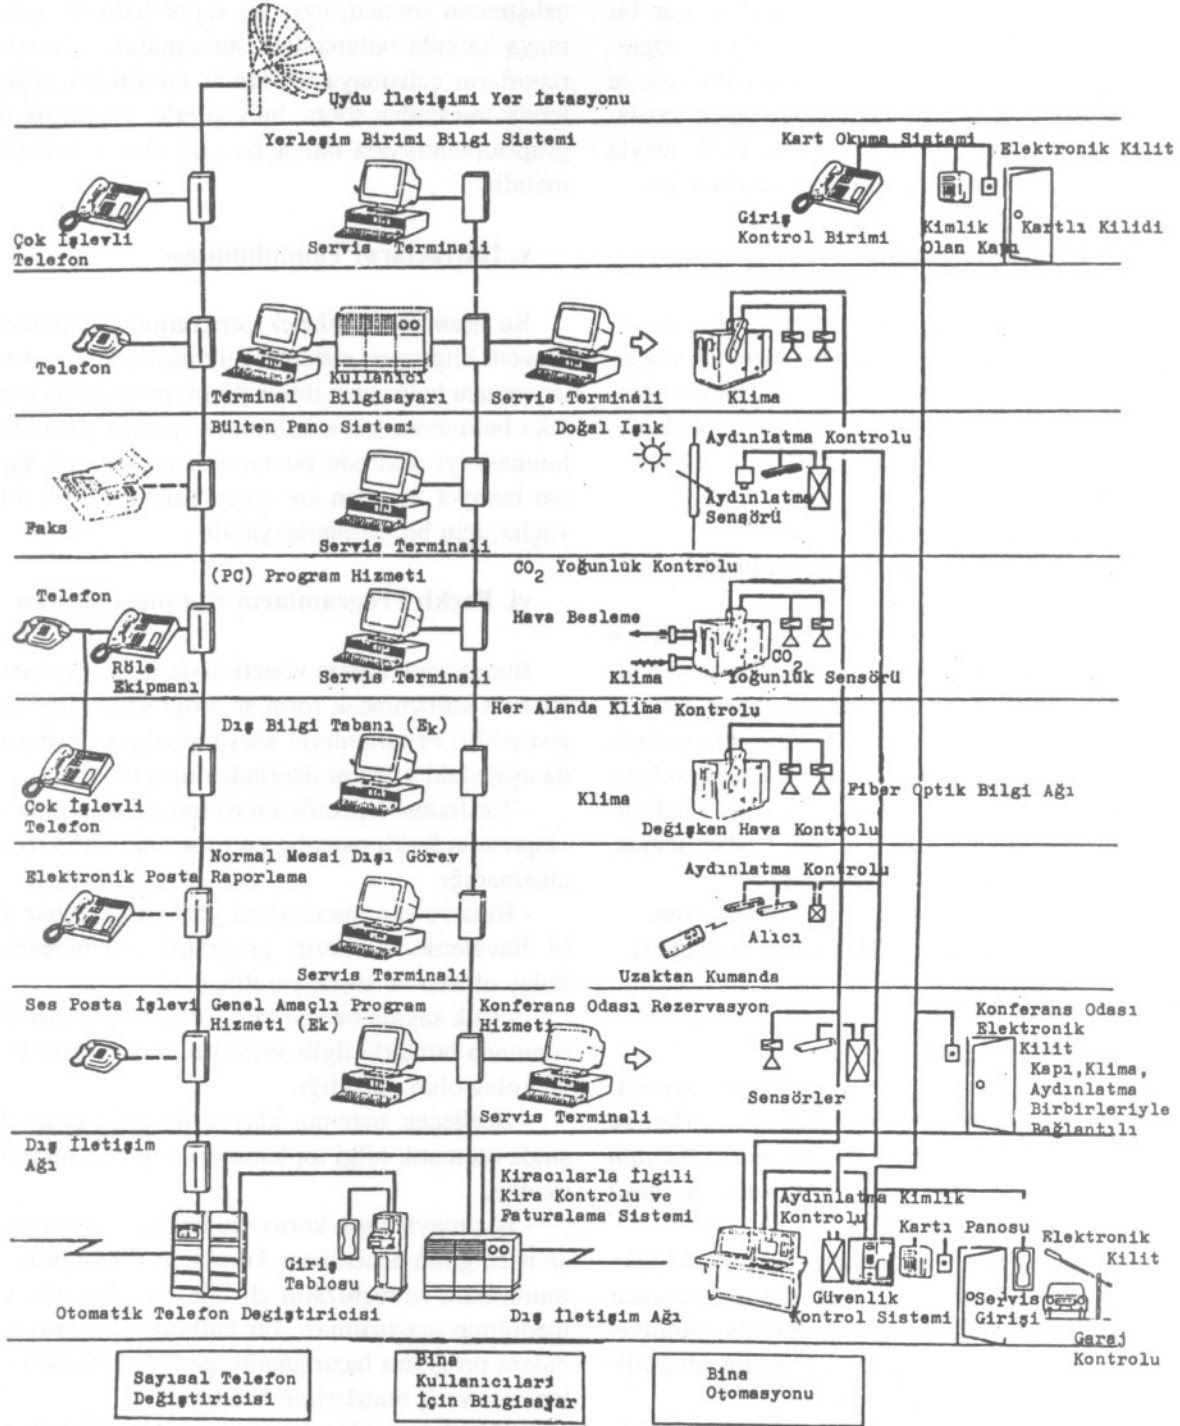 Uydu İletişimi Yer İstasyonu
Yerleşim Birimi Bilgi Sistemi
Kart Okuma Sistemi
Elektronik Kilit
Çok İşlevli
Telefon
Servis Terminali
Giriş
Kontrol Birimi
Kimlik
Olan Kapı
Kartlı Kilidi
Telefon
Terminal
Kullanıcı
Bilgisayarı
Servis Terminali
Klima
Bülten Pano Sistemi
Doğal Işık
Aydınlatma Kontrolu
Aydınlatma
Sensörü
Faks
Servis Terminali
(PC) Program Hizmeti
CO2 Yoğunluk Kontrolu
Telefon
Hava Besleme
Röle
Ekipmanı
Servis Terminali
Klima
CO2
Yoğunluk Sensörü
Dış Bilgi Tabanı (Ek)
Her Alanda Klima Kontrolu
Çok İşlevli
Telefon
Klima
Fiber Optik Bilgi Ağı
Değişken Hava Kontrolu
Normal Mesai Dışı Görev
Elektronik Posta Raporlama
Aydınlatma Kontrolu
Alıcı
Servis Terminali
Uzaktan Kumanda
Ses Posta İşlevi Genel Amaçlı Program
Hizmeti (Ek)
Konferans Odası Rezervasyon
Hizmeti
Konferans Odası
Elektronik
Kilit
Kapı,Klima,
Aydınlatma
Birbirleriyle
Bağlantılı
Servis Terminali
Sensörler
Dış İletişim
Ağı
Kiracılarla İlgili
Kira Kontrolu ve
Faturalama Sistemi
Aydınlatma Kimlik
Kontrolu
Kartı Panosu
Elektronik
Kilit
Giriş
Tablosu
Otomatik Telefon Degiştiricisi
Dış İletişim Ağı
Güvenlik
Kontrol Sistemi
Servis
Girişi
Garaj
Kontrolu
Sayısal Telefon
Değiştiricisi
Bina
Kullanıcıları
İçin Bilgisayar
Bina
Otomasyonu